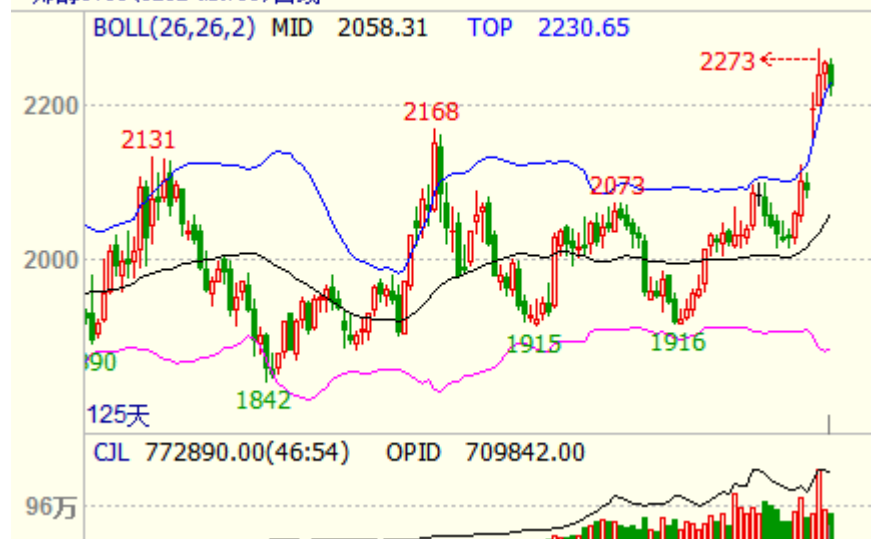 BOLL(26,26,2) MID 2058.31 TOP 2230.65
2273
2200
2168
2131
2073
2000
1915
1916
890
1842
125天
CJL 772890.00(46:54) OPID 709842.00
96万